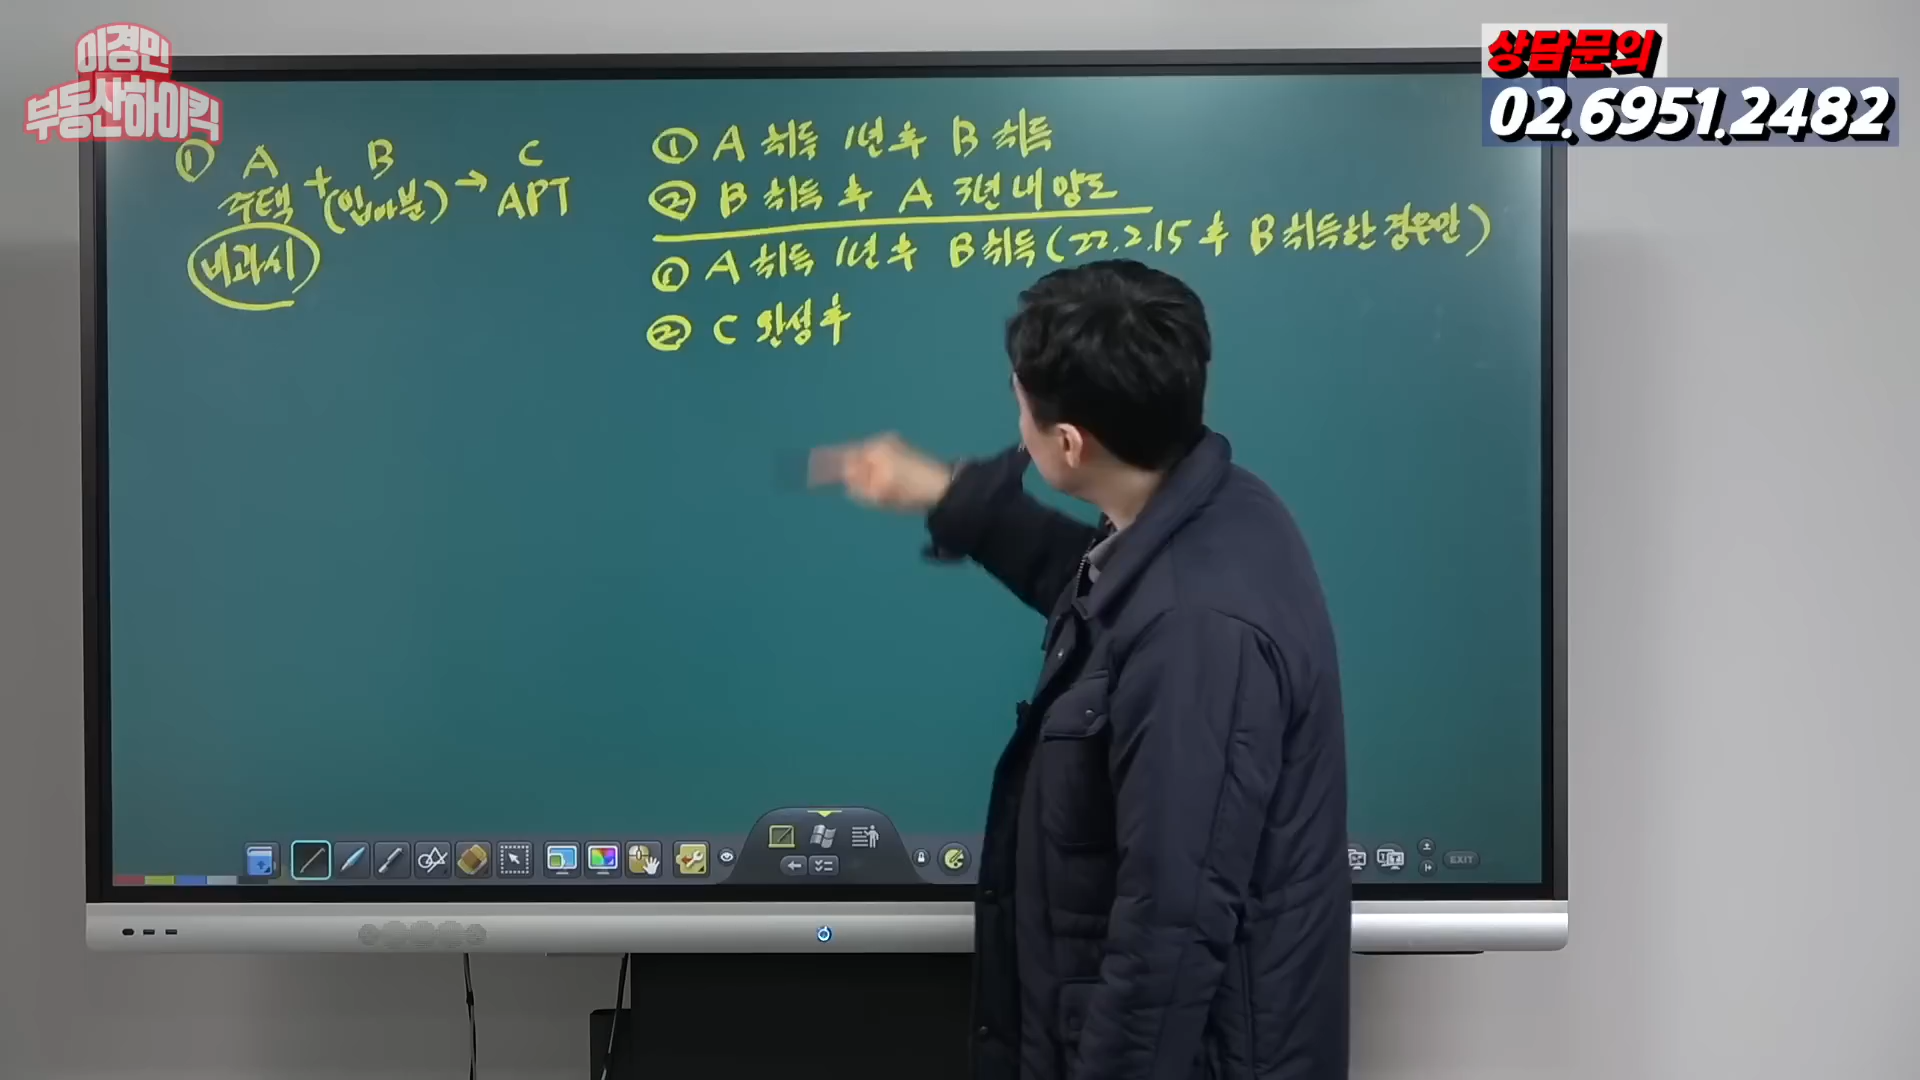 이경민
부동산하이킥
상담문의
02.6951.2482
① A + B → C
주택 (입아분) APT
비과시
① A 취득 1년 후 B 취득
② B 취득 후 A 3년 내 양도
① A 취득 1년 후 B 취득 (22.2.15 후 B 취득한 경우만)
② C 완성 후
EXIT